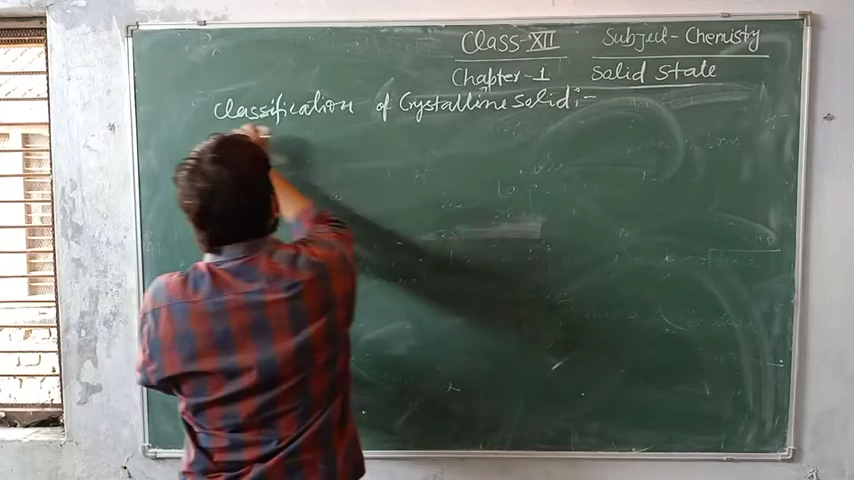 Class-XII Subject-Chemistry
Chapter-1 Solid State
Classification of Crystalline Solid:-